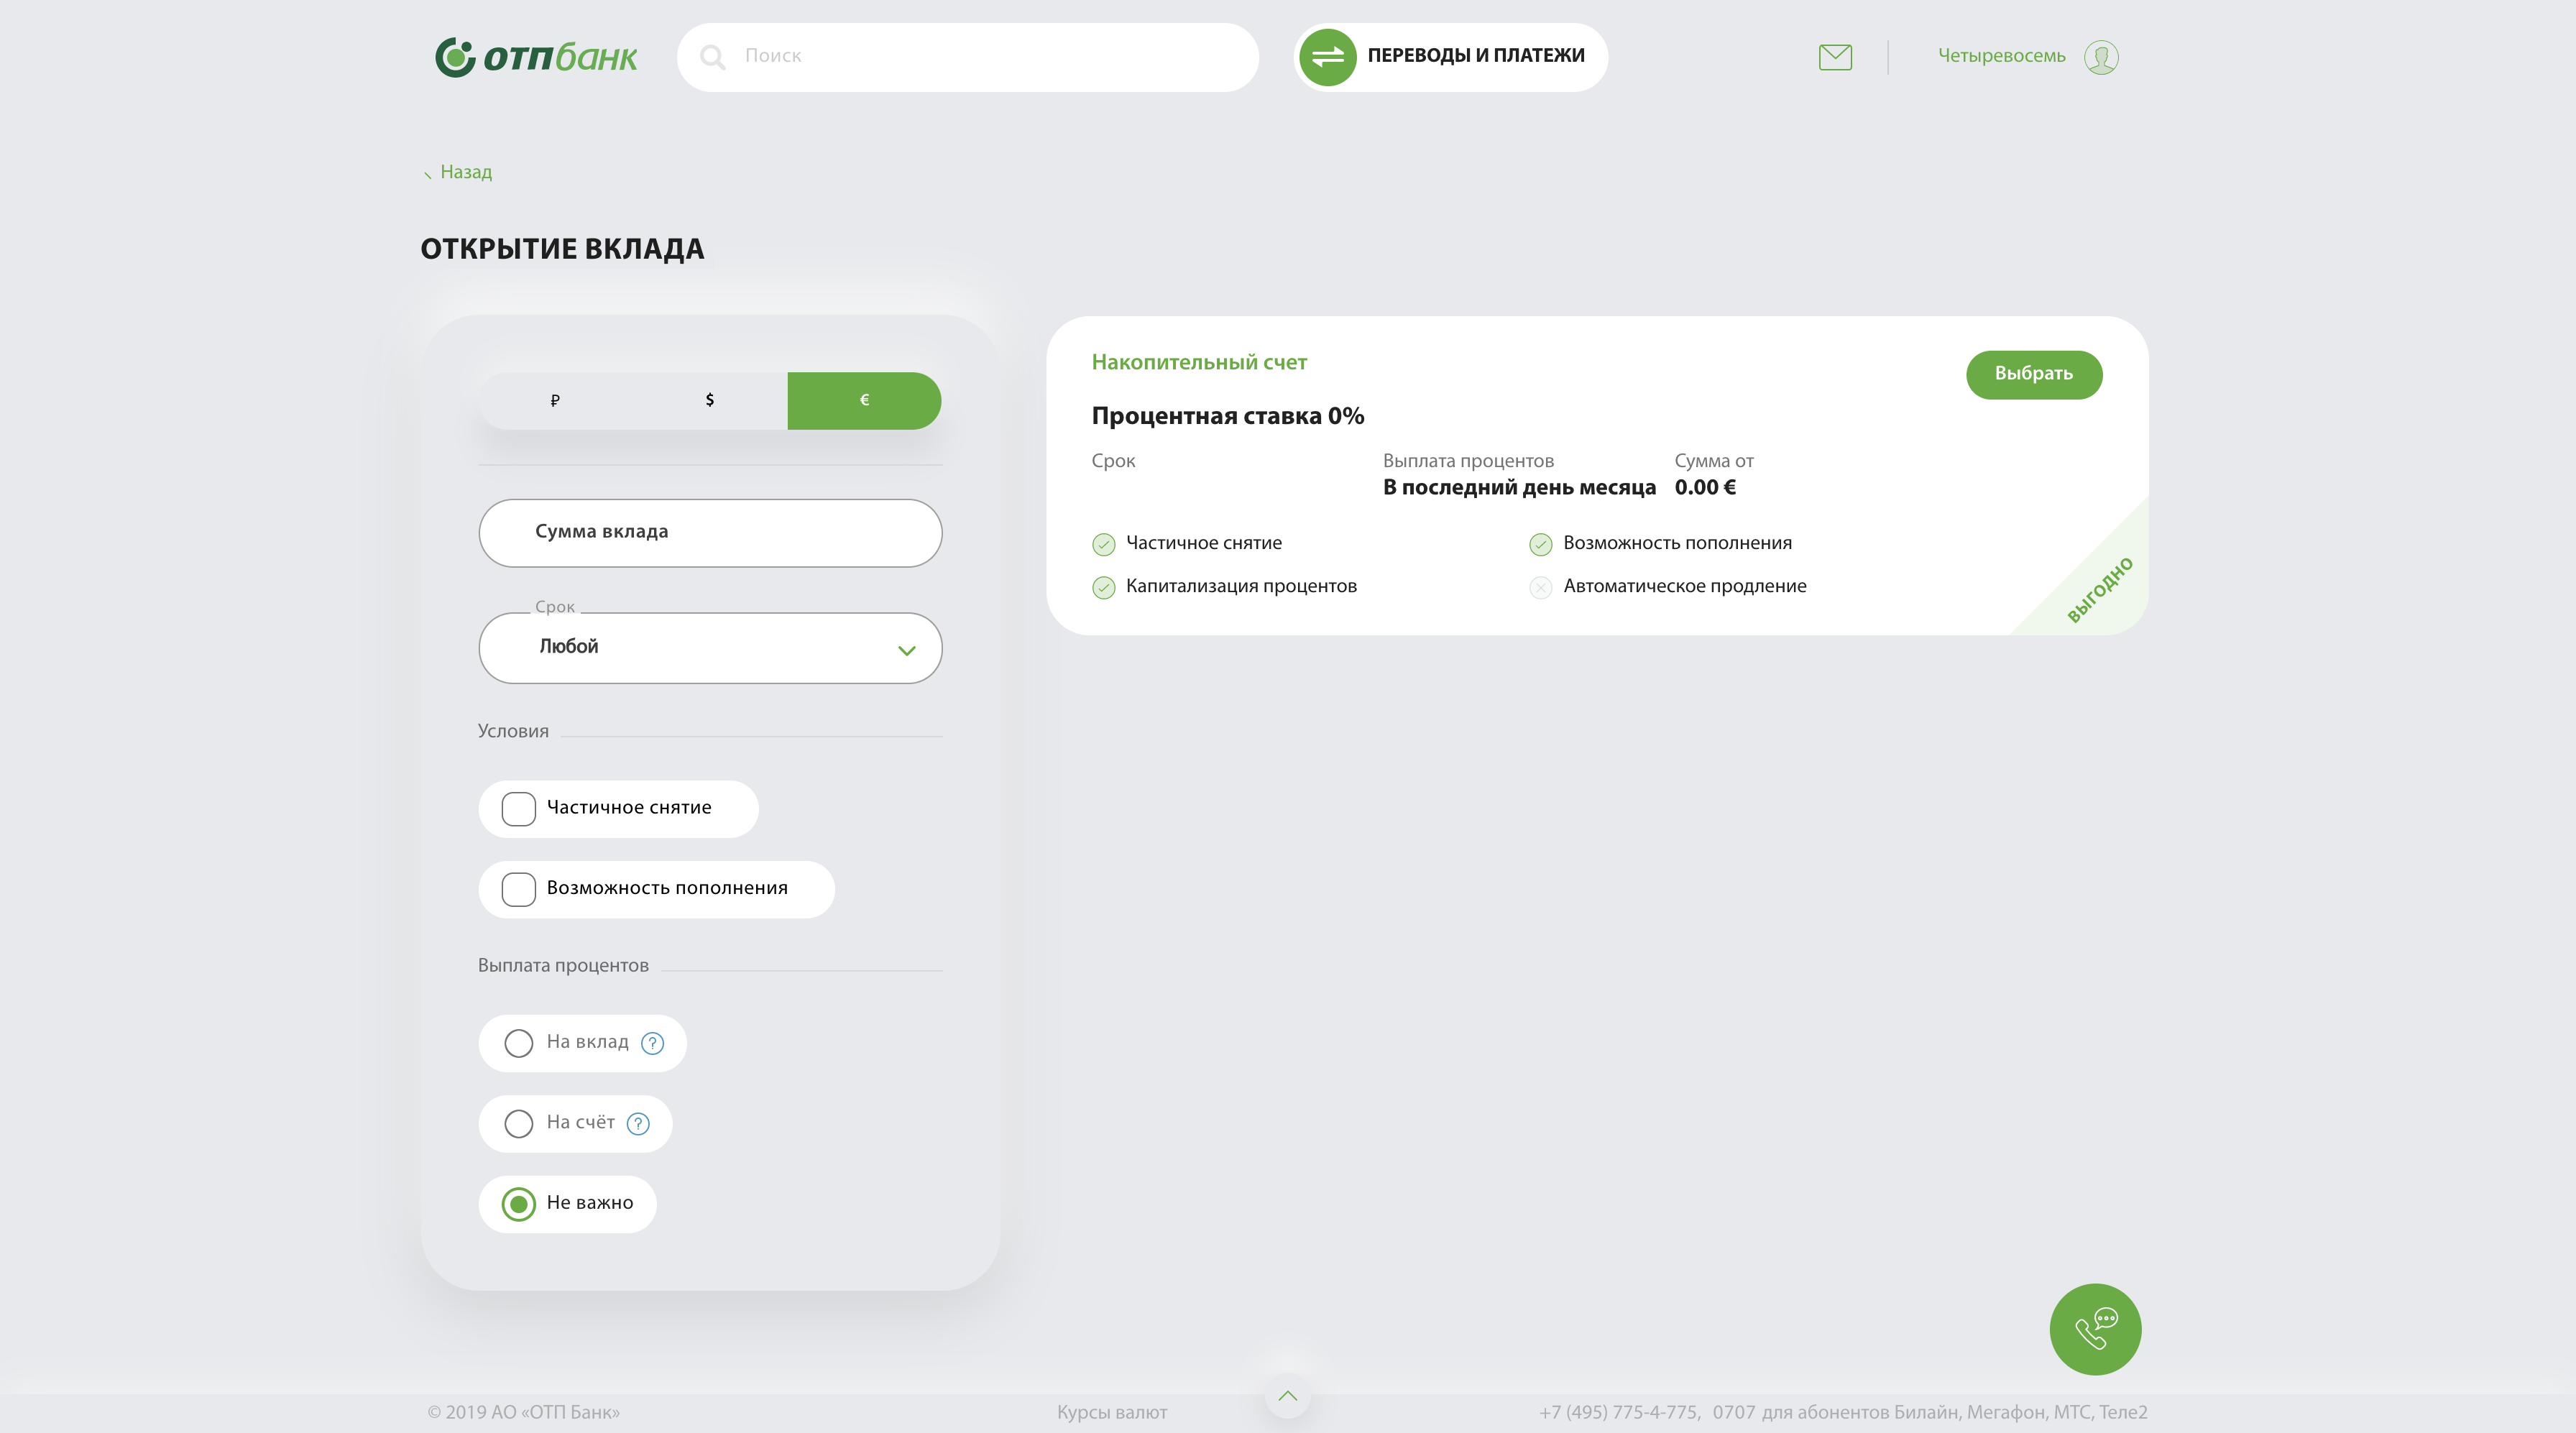 отпбанк
Поиск
ПЕРЕВОДЫ И ПЛАТЕЖИ
Четыревосемь
Назад
ОТКРЫТИЕ ВКЛАДА
₽ $ €
Сумма вклада
Срок
Любой
Условия
Частичное снятие
Возможность пополнения
Выплата процентов
На вклад ?
На счёт ?
Не важно
Накопительный счет
Выбрать
Процентная ставка 0%
Срок Выплата процентов Сумма от
В последний день месяца 0.00 €
Частичное снятие Возможность пополнения
Капитализация процентов Автоматическое продление
ВЫГОДНО
© 2019 АО «ОТП Банк» Курсы валют +7 (495) 775-4-775, 0707 для абонентов Билайн, Мегафон, МТС, Теле2